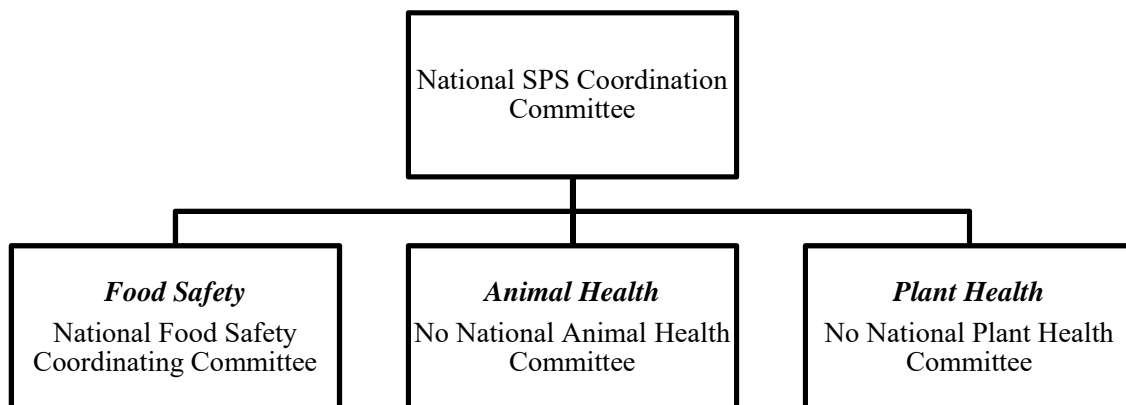 National SPS Coordination
Committee
Food Safety
National Food Safety
Coordinating Committee
Animal Health
No National Animal Health
Committee
Plant Health
No National Plant Health
Committee